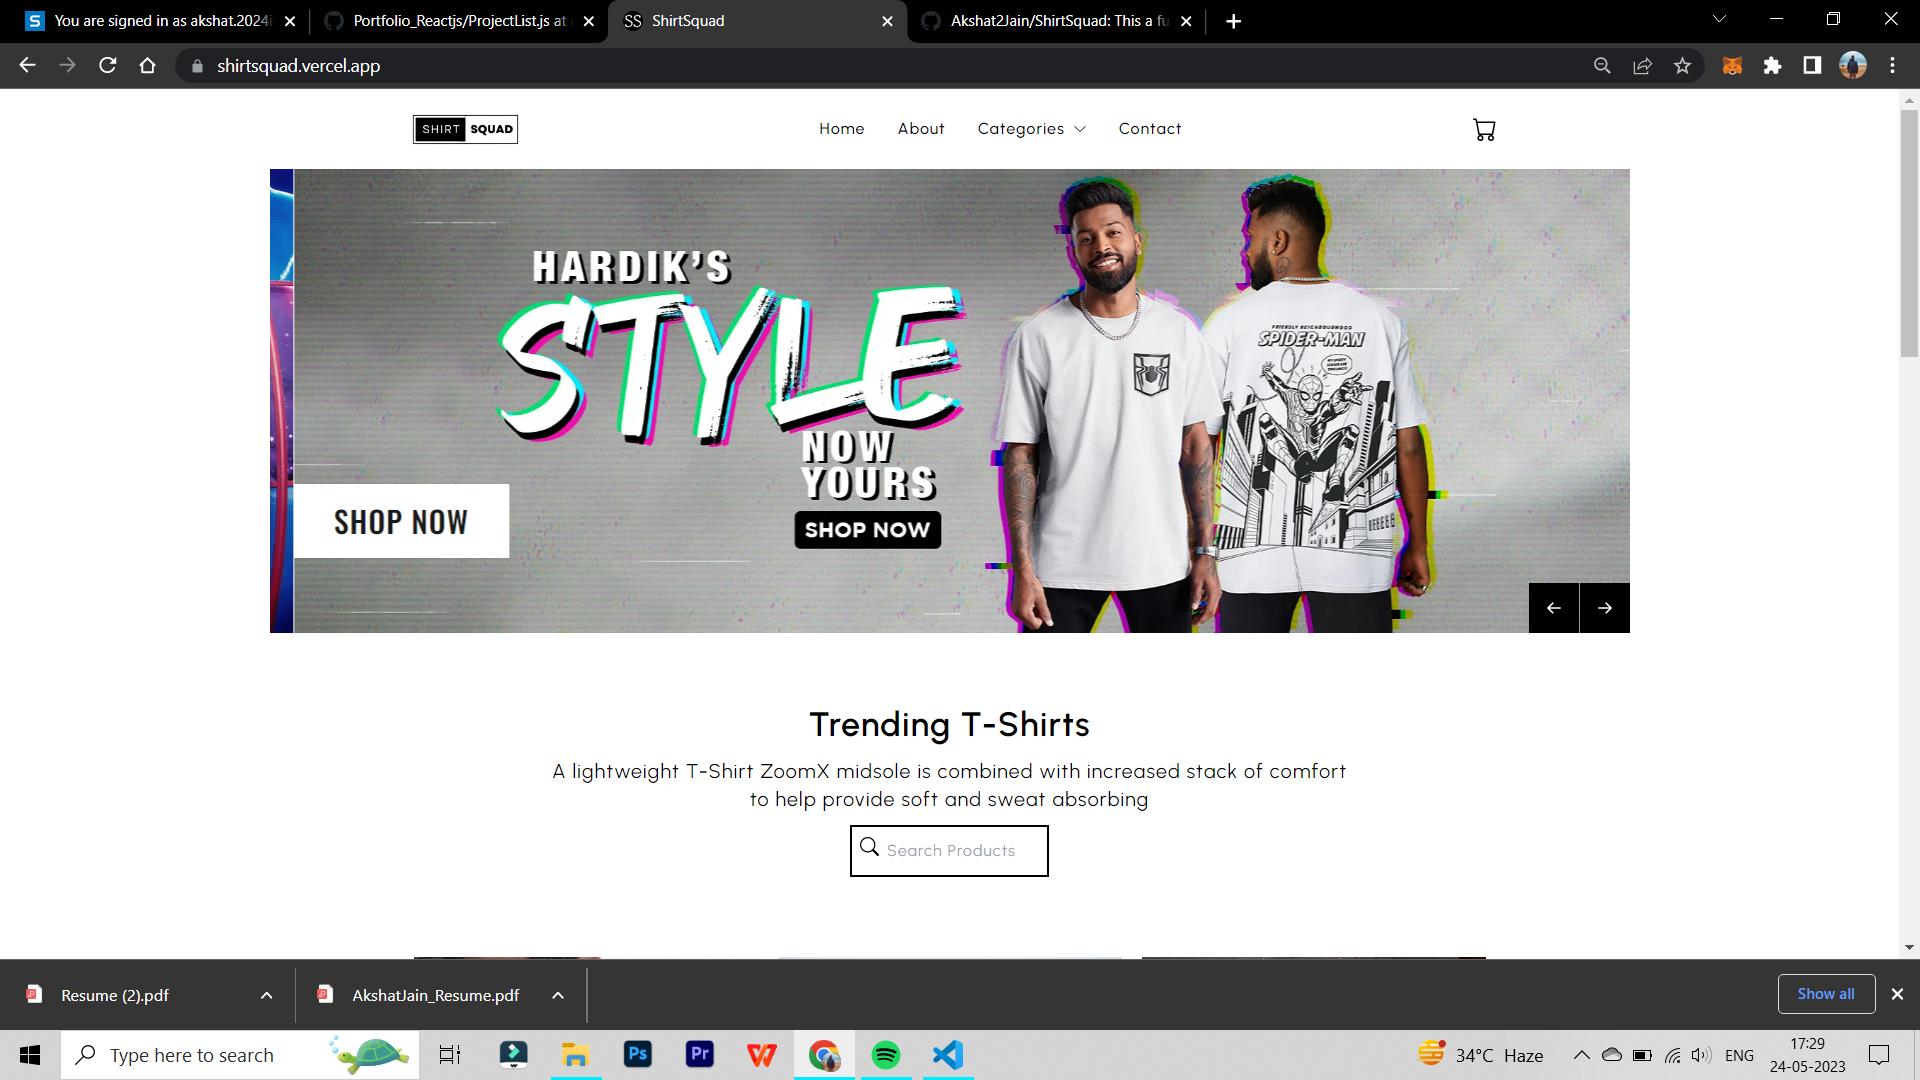 You are signed in as akshat.2024i
Portfolio_Reactjs/ProjectList.js at
SS ShirtSquad
Akshat2Jain/ShirtSquad: This a fu
shirtsquad.vercel.app
SHIRT SQUAD
Home
About
Categories
Contact
HARDIK'S
STYLE
NOW
YOURS
SHOP NOW
SHOP NOW
FRIENDLY NEIGHBOURHOOD
SPIDER-MAN
Trending T-Shirts
A lightweight T-Shirt ZoomX midsole is combined with increased stack of comfort
to help provide soft and sweat absorbing
Search Products
Resume (2).pdf
AkshatJain_Resume.pdf
Show all
Type here to search
Ps
Pr
34°C Haze
ENG
17:29
24-05-2023